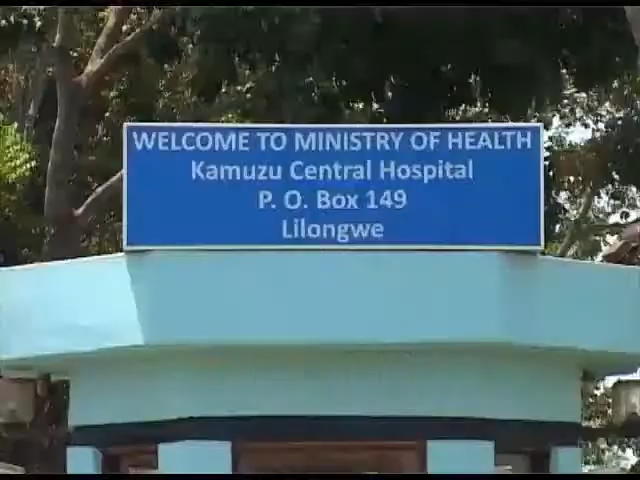 WELCOME TO MINISTRY OF HEALTH
Kamuzu Central Hospital
P. O. Box 149
Lilongwe